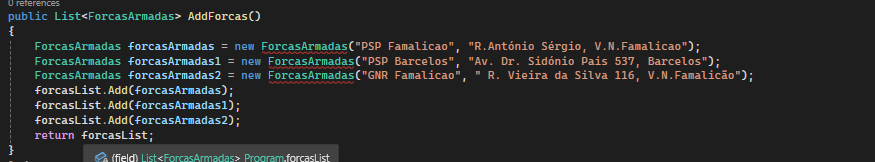 0 references
public List<ForcasArmadas> AddForcas()
{
ForcasArmadas forcasArmadas = new ForcasArmadas("PSP Famalicao", "R.António Sérgio, V.N.Famalicao");
ForcasArmadas forcasArmadas1 = new ForcasArmadas("PSP Barcelos", "Av. Dr. Sidónio Pais 537, Barcelos");
ForcasArmadas forcasArmadas2 = new ForcasArmadas("GNR Famalicao", " R. Vieira da Silva 116, V.N.Famalicão");
forcasList.Add(forcasArmadas);
forcasList.Add(forcasArmadas1);
forcasList.Add(forcasArmadas2);
return forcasList;
}
(field) List<ForcasArmadas> Program.forcasList